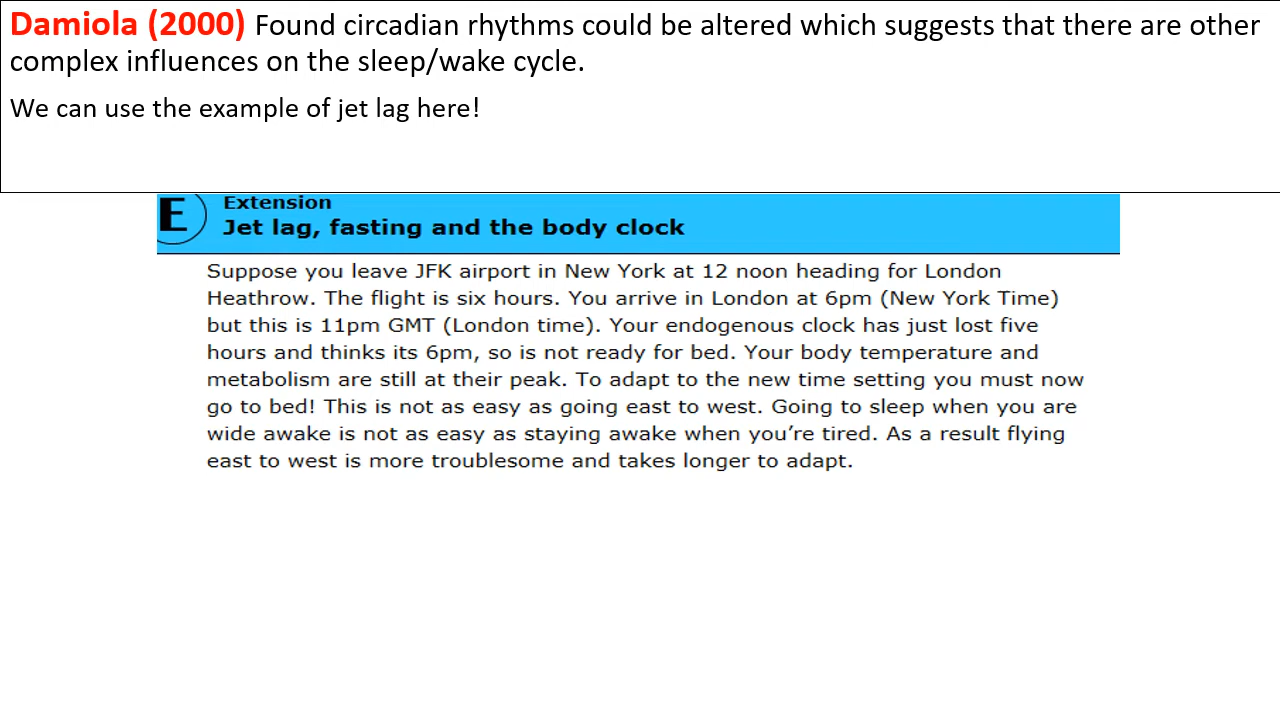 Damiola (2000) Found circadian rhythms could be altered which suggests that there are other
complex influences on the sleep/wake cycle.
We can use the example of jet lag here!
E
Extension
Jet lag, fasting and the body clock
Suppose you leave JFK airport in New York at 12 noon heading for London
Heathrow. The flight is six hours. You arrive in London at 6pm (New York Time)
but this is 11pm GMT (London time). Your endogenous clock has just lost five
hours and thinks its 6pm, so is not ready for bed. Your body temperature and
metabolism are still at their peak. To adapt to the new time setting you must now
go to bed! This is not as easy as going east to west. Going to sleep when you are
wide awake is not as easy as staying awake when you’re tired. As a result flying
east to west is more troublesome and takes longer to adapt.